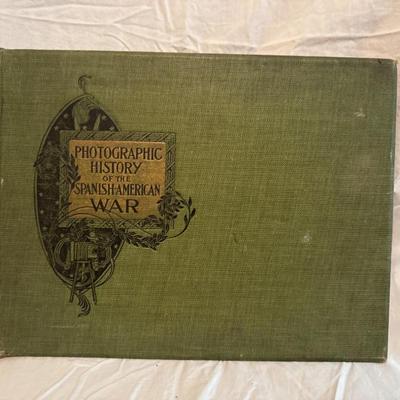 PHOTOGRAPHIC
HISTORY
OF THE
SPANISH-AMERICAN
WAR